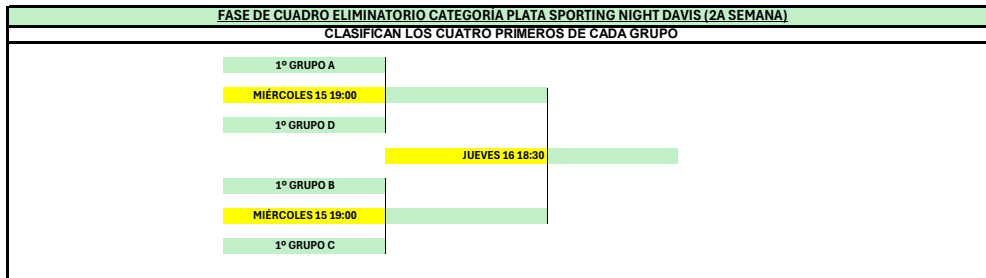 FASE DE CUADRO ELIMINATORIO CATEGORÍA PLATA SPORTING NIGHT DAVIS (2A SEMANA)
CLASIFICAN LOS CUATRO PRIMEROS DE CADA GRUPO
1º GRUPO A
MIÉRCOLES 15 19:00
1º GRUPO D
JUEVES 16 18:30
1º GRUPO B
MIÉRCOLES 15 19:00
1º GRUPO C